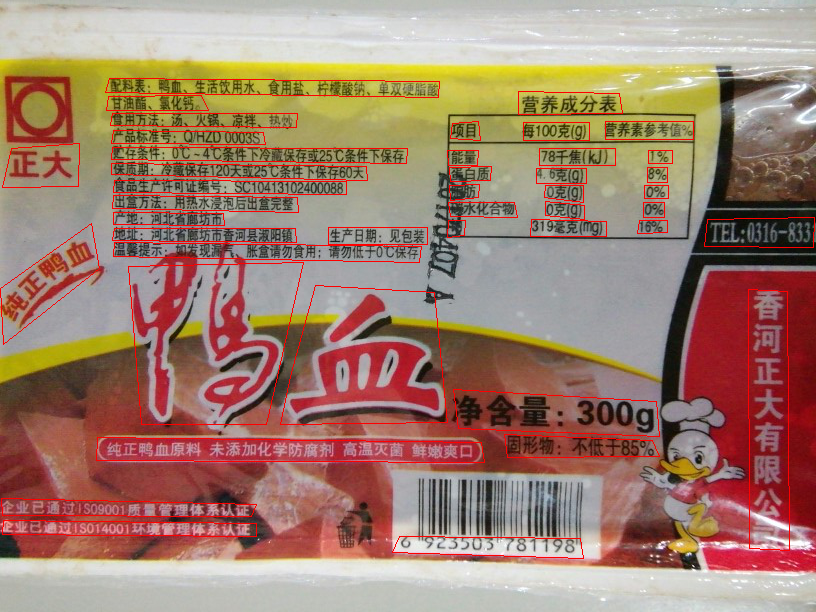 正大
配料表：鸭血、生活饮用水、食用盐、柠檬酸钠、单双硬脂酸
甘油酯、氯化钙。
食用方法：汤、火锅、凉拌、热炒
产品标准号：Q/HZD 0003S
贮存条件：0℃~4℃条件下冷藏保存或25℃条件下保存
保质期：冷藏保存120天或25℃条件下保存60天
食品生产许可证编号：SC10413102400088
出盒方法：用热水浸泡后出盒完整
产地：河北省廊坊市
地址：河北省廊坊市香河县淑阳镇 生产日期：见包装
温馨提示：如发现漏气、胀盒请勿食用；请勿低于0℃保存
营养成分表
项目 每100克(g) 营养素参考值%
能量 78千焦(kJ) 1%
蛋白质 4.6克(g) 8%
脂肪 0克(g) 0%
碳水化合物 0克(g) 0%
319毫克(mg) 16%
TEL:0316-833
纯正鸭血
鸭血
净含量：300g
固形物：不低于85%
纯正鸭血原料 未添加化学防腐剂 高温灭菌 鲜嫩爽口
企业已通过ISO9001质量管理体系认证
企业已通过ISO14001环境管理体系认证
6 923503 781198
香河正大有限公